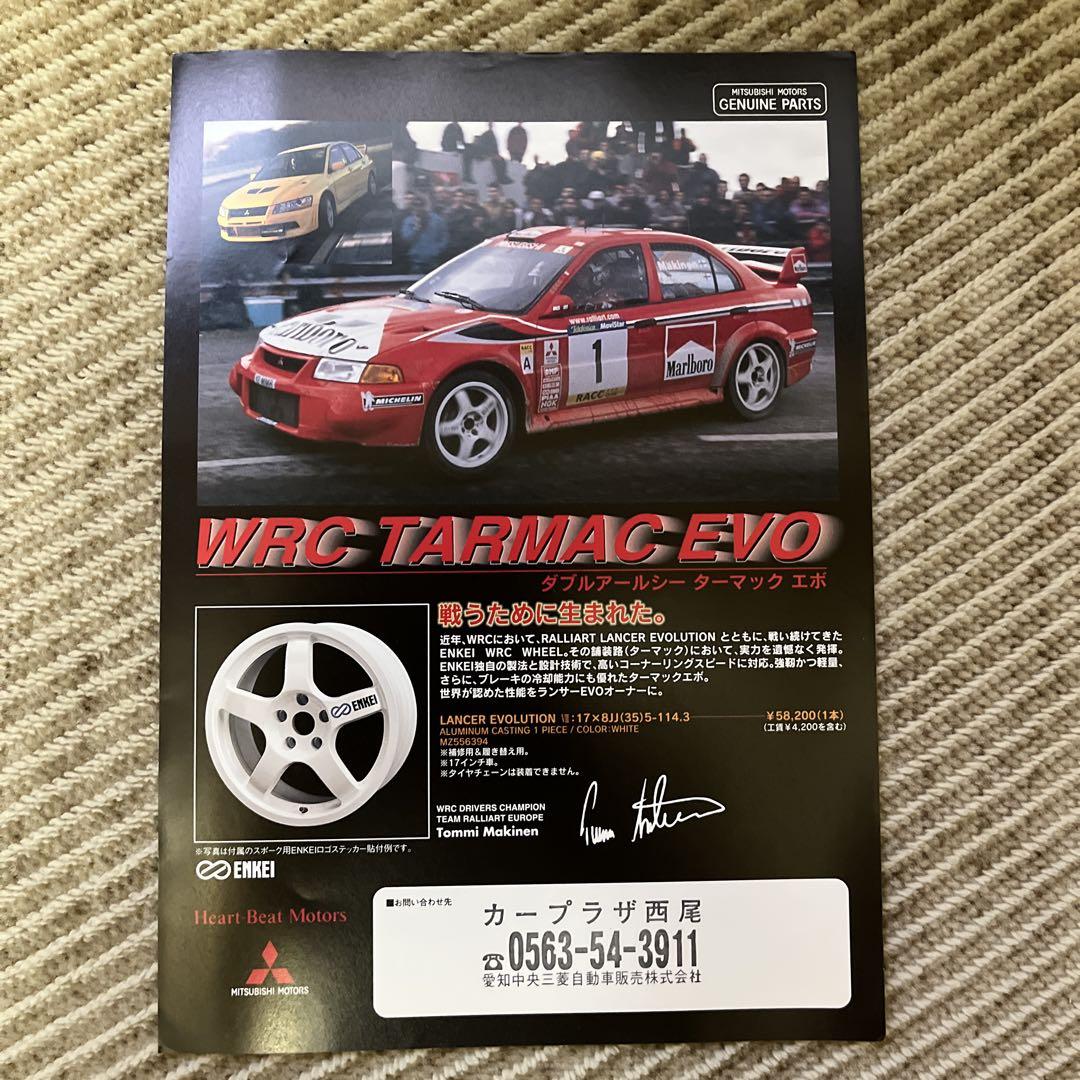 MITSUBISHI MOTORS
GENUINE PARTS
MITSUBISHI
Makinen
Marlboro
www.ralliart.com
Telefonica MoviStar
RACC
A
1
Marlboro
BMF
PIAA
NGK
RACC
MICHELIN
MICHELIN
WRC TARMAC EVO
ダブルアールシー ターマック エボ
戦うために生まれた。
近年、WRCにおいて、RALLIART LANCER EVOLUTION とともに、戦い続けてきた
ENKEI WRC WHEEL。その舗装路(ターマック)において、実力を遺憾なく発揮。
ENKEI独自の製法と設計技術で、高いコーナーリングスピードに対応。強靭かつ軽量、
さらに、ブレーキの冷却能力にも優れたターマックエボ。
世界が認めた性能をランサーEVOオーナーに。
LANCER EVOLUTION Ⅶ:17×8JJ(35)5-114.3 ￥58,200(1本)
ALUMINUM CASTING 1 PIECE / COLOR:WHITE (工賃￥4,200を含む)
MZ556394
※補修用&履き替え用。
※17インチ車。
※タイヤチェーンは装着できません。
ENKEI
WRC DRIVERS CHAMPION
TEAM RALLIART EUROPE
Tommi Makinen
※写真は付属のスポーク用ENKEIロゴステッカー貼付例です。
ENKEI
Heart-Beat Motors
MITSUBISHI MOTORS
■お問い合わせ先
カープラザ西尾
☎0563-54-3911
愛知中央三菱自動車販売株式会社